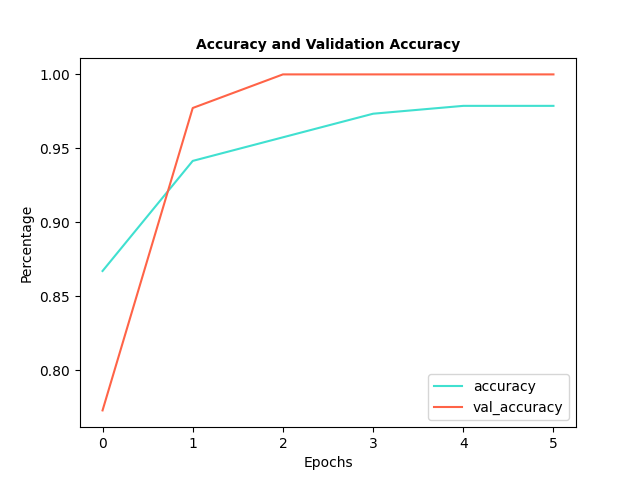 Accuracy and Validation Accuracy
1.00
0.95
0.90
0.85
0.80
Percentage
0 1 2 3 4 5
Epochs
accuracy
val_accuracy